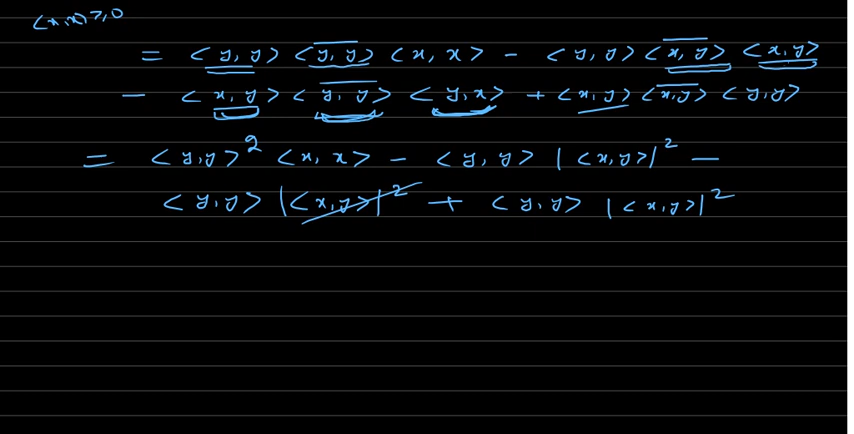 <x,x> ≥ 0
= <y,y> <y̅,̅y̅> <x,x> - <y,y> <x̅,̅y̅> <x,y>
- <x,y> <y̅,̅y̅> <y,x> + <x,y> <x̅,̅y̅> <y,y>
= <y,y>² <x,x> - <y,y> |<x,y>|² -
<y,y> |<x,y>|² + <y,y> |<x,y>|²